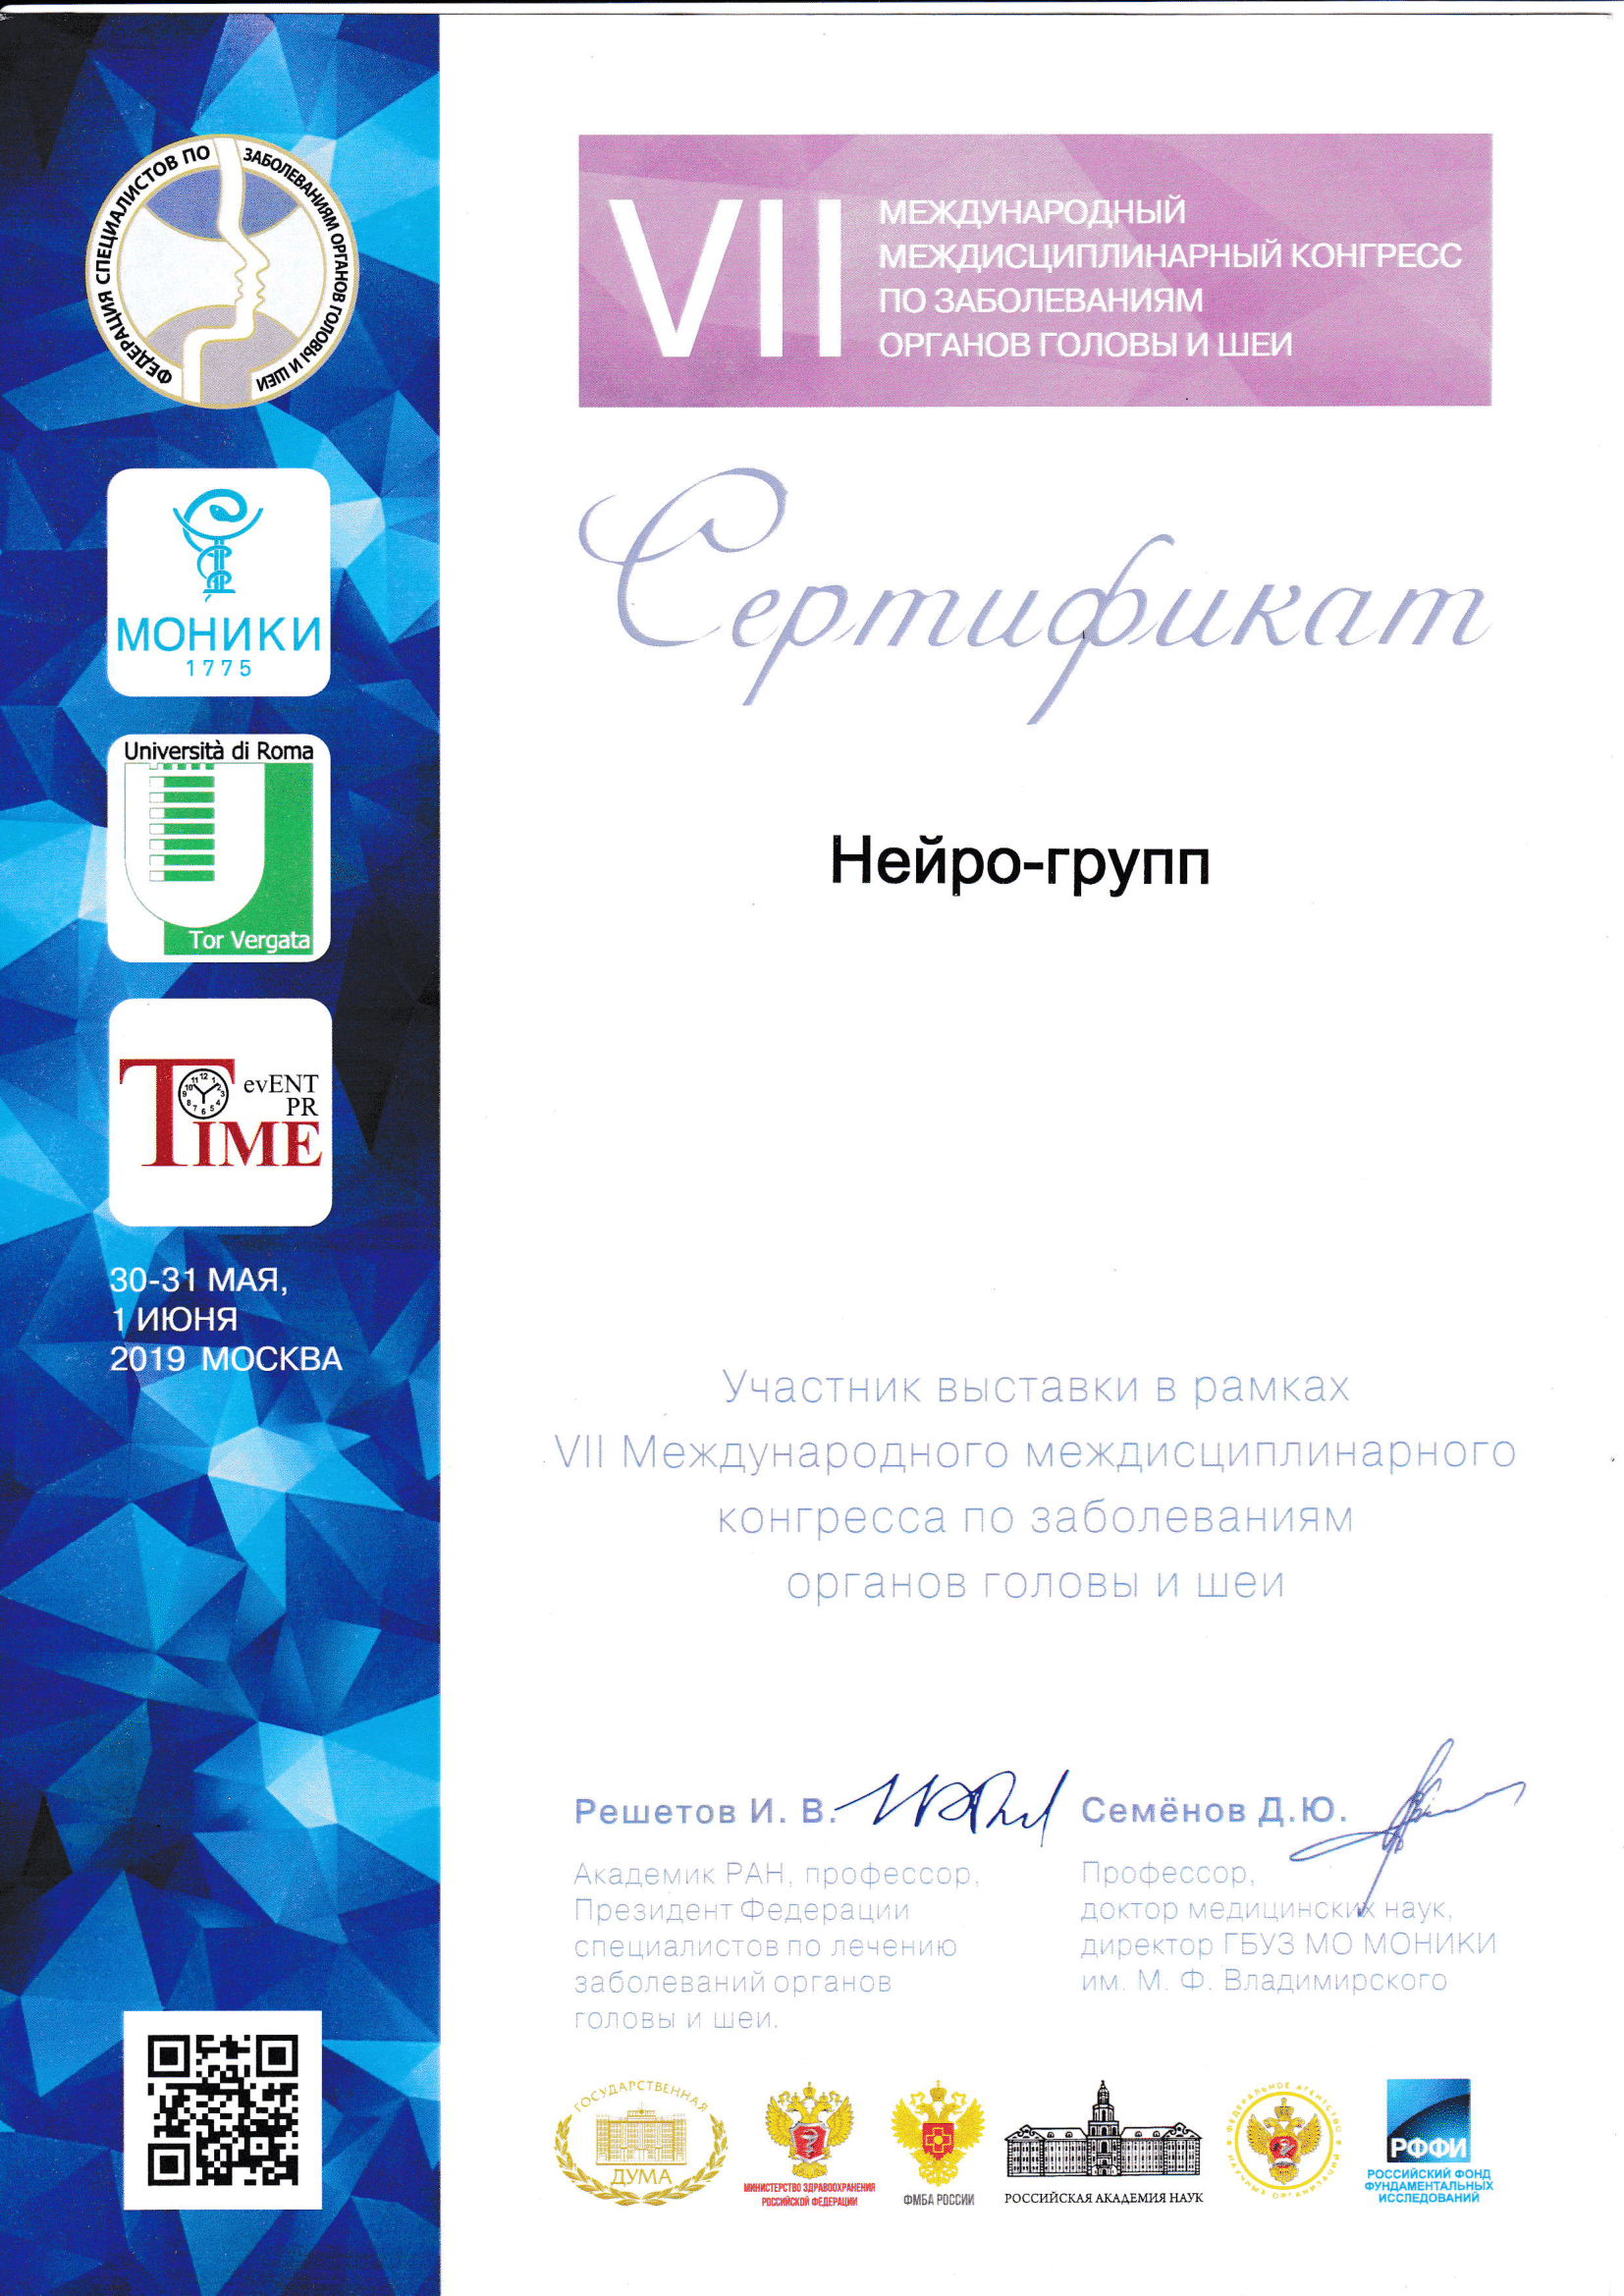 ФЕДЕРАЦИЯ СПЕЦИАЛИСТОВ ПО ЗАБОЛЕВАНИЯМ ОРГАНОВ ГОЛОВЫ И ШЕИ
МОНИКИ
1775
Università di Roma
Tor Vergata
TIME
evENT
PR
30-31 МАЯ,
1 ИЮНЯ
2019 МОСКВА
VII
МЕЖДУНАРОДНЫЙ
МЕЖДИСЦИПЛИНАРНЫЙ КОНГРЕСС
ПО ЗАБОЛЕВАНИЯМ
ОРГАНОВ ГОЛОВЫ И ШЕИ
Сертификат
Нейро-групп
Участник выставки в рамках
VII Международного междисциплинарного
конгресса по заболеваниям
органов головы и шеи
Решетов И. В.
Академик РАН, профессор,
Президент Федерации
специалистов по лечению
заболеваний органов
головы и шеи.
Семёнов Д.Ю.
Профессор,
доктор медицинских наук,
директор ГБУЗ МО МОНИКИ
им. М. Ф. Владимирского
ГОСУДАРСТВЕННАЯ
ДУМА
МИНИСТЕРСТВО ЗДРАВООХРАНЕНИЯ
РОССИЙСКОЙ ФЕДЕРАЦИИ
ФМБА РОССИИ
РОССИЙСКАЯ АКАДЕМИЯ НАУК
ФЕДЕРАЛЬНОЕ АГЕНТСТВО НАУЧНЫХ ОРГАНИЗАЦИЙ
РФФИ
РОССИЙСКИЙ ФОНД
ФУНДАМЕНТАЛЬНЫХ
ИССЛЕДОВАНИЙ